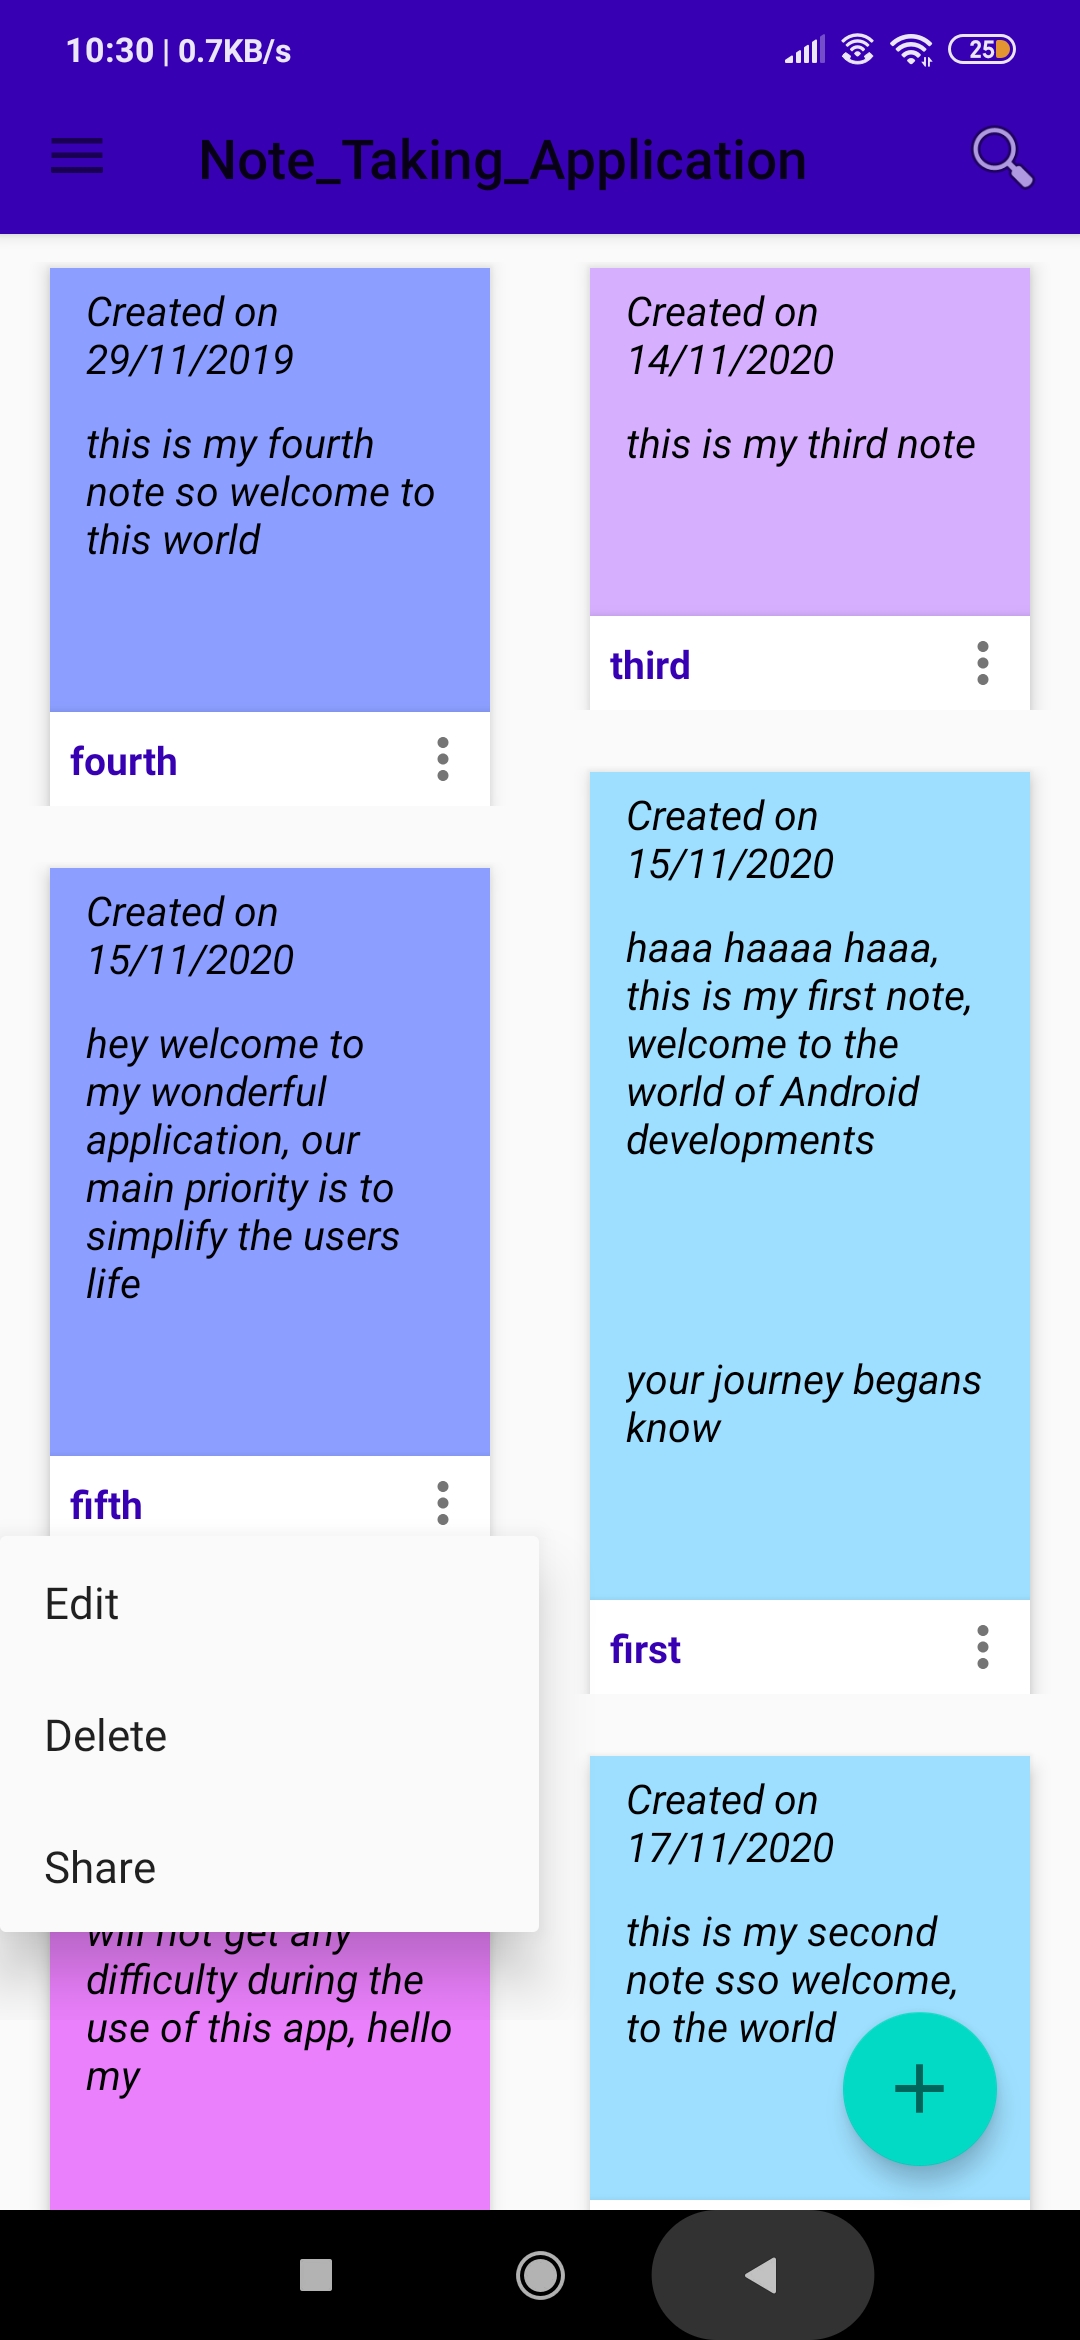 10:30 | 0.7KB/s
25
Note_Taking_Application
Created on
29/11/2019
this is my fourth
note so welcome to
this world
fourth
Created on
14/11/2020
this is my third note
third
Created on
15/11/2020
hey welcome to
my wonderful
application, our
main priority is to
simplify the users
life
fifth
Created on
15/11/2020
haaa haaaa haaa,
this is my first note,
welcome to the
world of Android
developments
your journey begans
know
first
Edit
Delete
Share
will not get any
difficulty during the
use of this app, hello
my
Created on
17/11/2020
this is my second
note sso welcome,
to the world